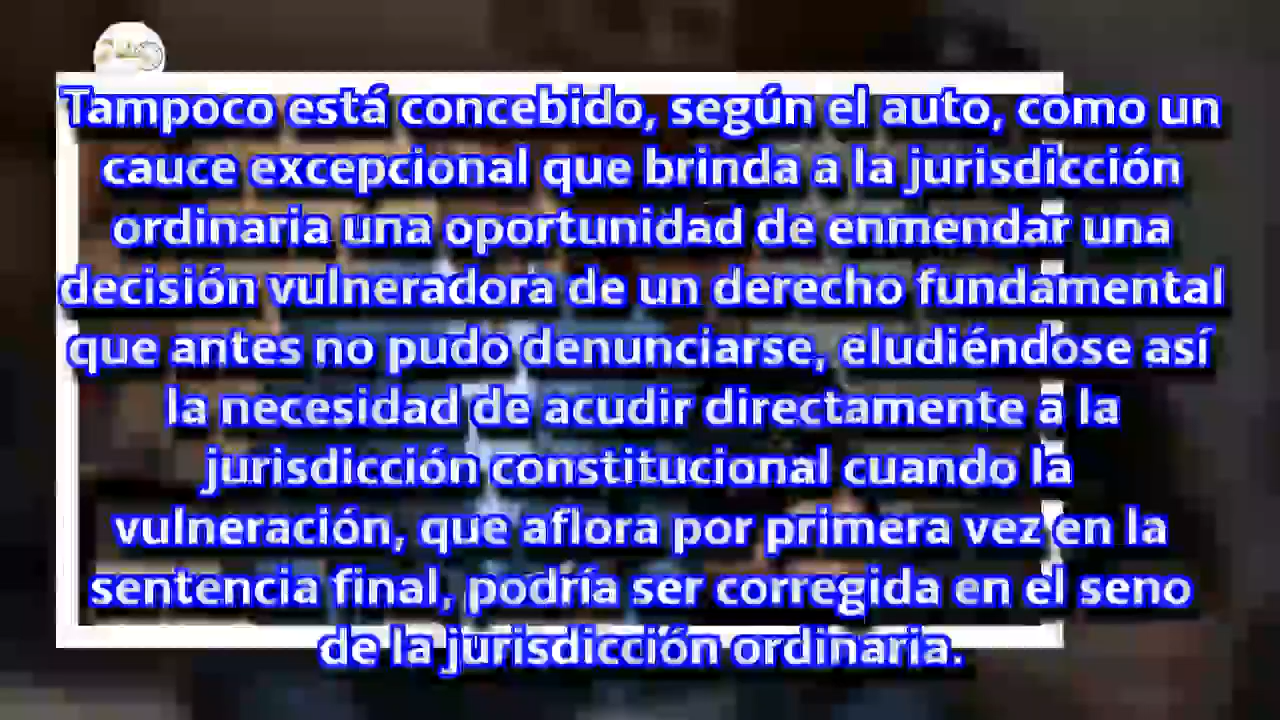 Tampoco está concebido, según el auto, como un
cauce excepcional que brinda a la jurisdicción
ordinaria una oportunidad de enmendar una
decisión vulneradora de un derecho fundamental
que antes no pudo denunciarse, eludiéndose así
la necesidad de acudir directamente a la
jurisdicción constitucional cuando la
vulneración, que aflora por primera vez en la
sentencia final, podría ser corregida en el seno
de la jurisdicción ordinaria.